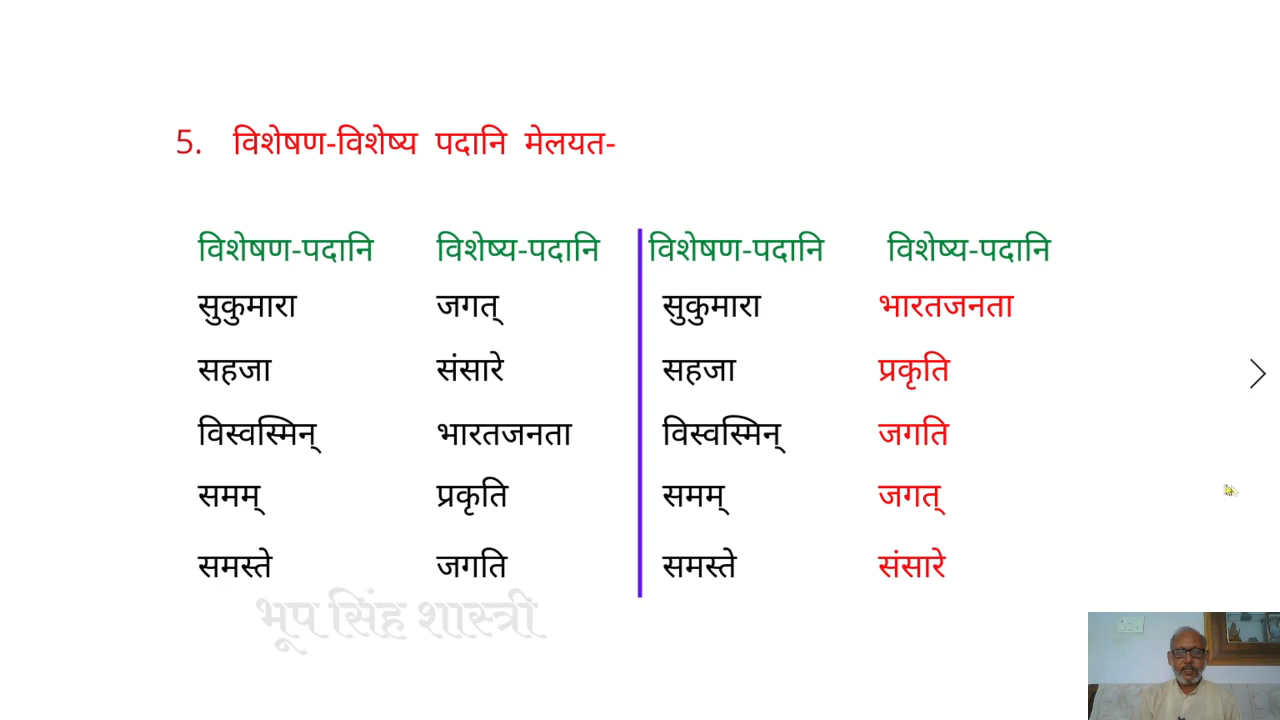 5. विशेषण-विशेष्य पदानि मेलयत-
विशेषण-पदानि विशेष्य-पदानि विशेषण-पदानि विशेष्य-पदानि
सुकुमारा जगत् सुकुमारा भारतजनता
सहजा संसारे सहजा प्रकृति
विस्वस्मिन् भारतजनता विस्वस्मिन् जगति
समम् प्रकृति समम् जगत्
समस्ते जगति समस्ते संसारे
भूप सिंह शास्त्री